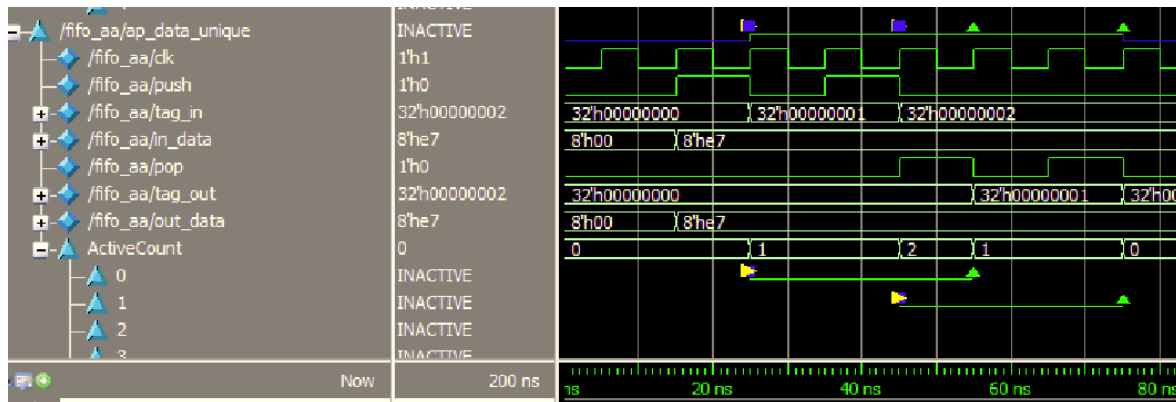 /fifo_aa/ap_data_unique INACTIVE
/fifo_aa/clk 1'h1
/fifo_aa/push 1'h0
/fifo_aa/tag_in 32'h00000002 32'h00000000 32'h00000001 32'h00000002
/fifo_aa/in_data 8'he7 8'h00 8'he7
/fifo_aa/pop 1'h0
/fifo_aa/tag_out 32'h00000002 32'h00000000 32'h00000001 32'h00
/fifo_aa/out_data 8'he7 8'h00 8'he7
ActiveCount 0 0 1 2 1 0
0 INACTIVE
1 INACTIVE
2 INACTIVE
3 INACTIVE
Now 200 ns ns 20 ns 40 ns 60 ns 80 ns